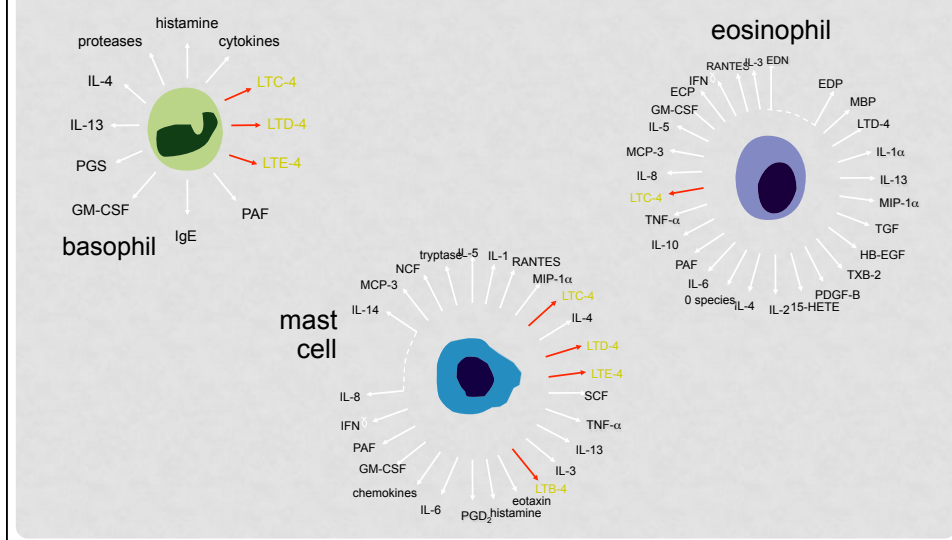 histamine
proteases
cytokines
IL-4
LTC-4
IL-13
LTD-4
PGS
LTE-4
GM-CSF
PAF
IgE
basophil
eosinophil
IL-3
EDN
RANTES
IFN
EDP
ECP
MBP
GM-CSF
LTD-4
IL-5
IL-1α
MCP-3
IL-13
IL-8
MIP-1α
LTC-4
TGF
TNF-α
HB-EGF
IL-10
TXB-2
PAF
PDGF-B
IL-6
15-HETE
0 species
IL-4
IL-2
mast
cell
tryptase
IL-5
IL-1
RANTES
NCF
MIP-1α
MCP-3
LTC-4
IL-14
IL-4
LTD-4
LTE-4
IL-8
SCF
IFN
TNF-α
PAF
IL-13
GM-CSF
IL-3
chemokines
LTB-4
IL-6
eotaxin
PGD₂
histamine